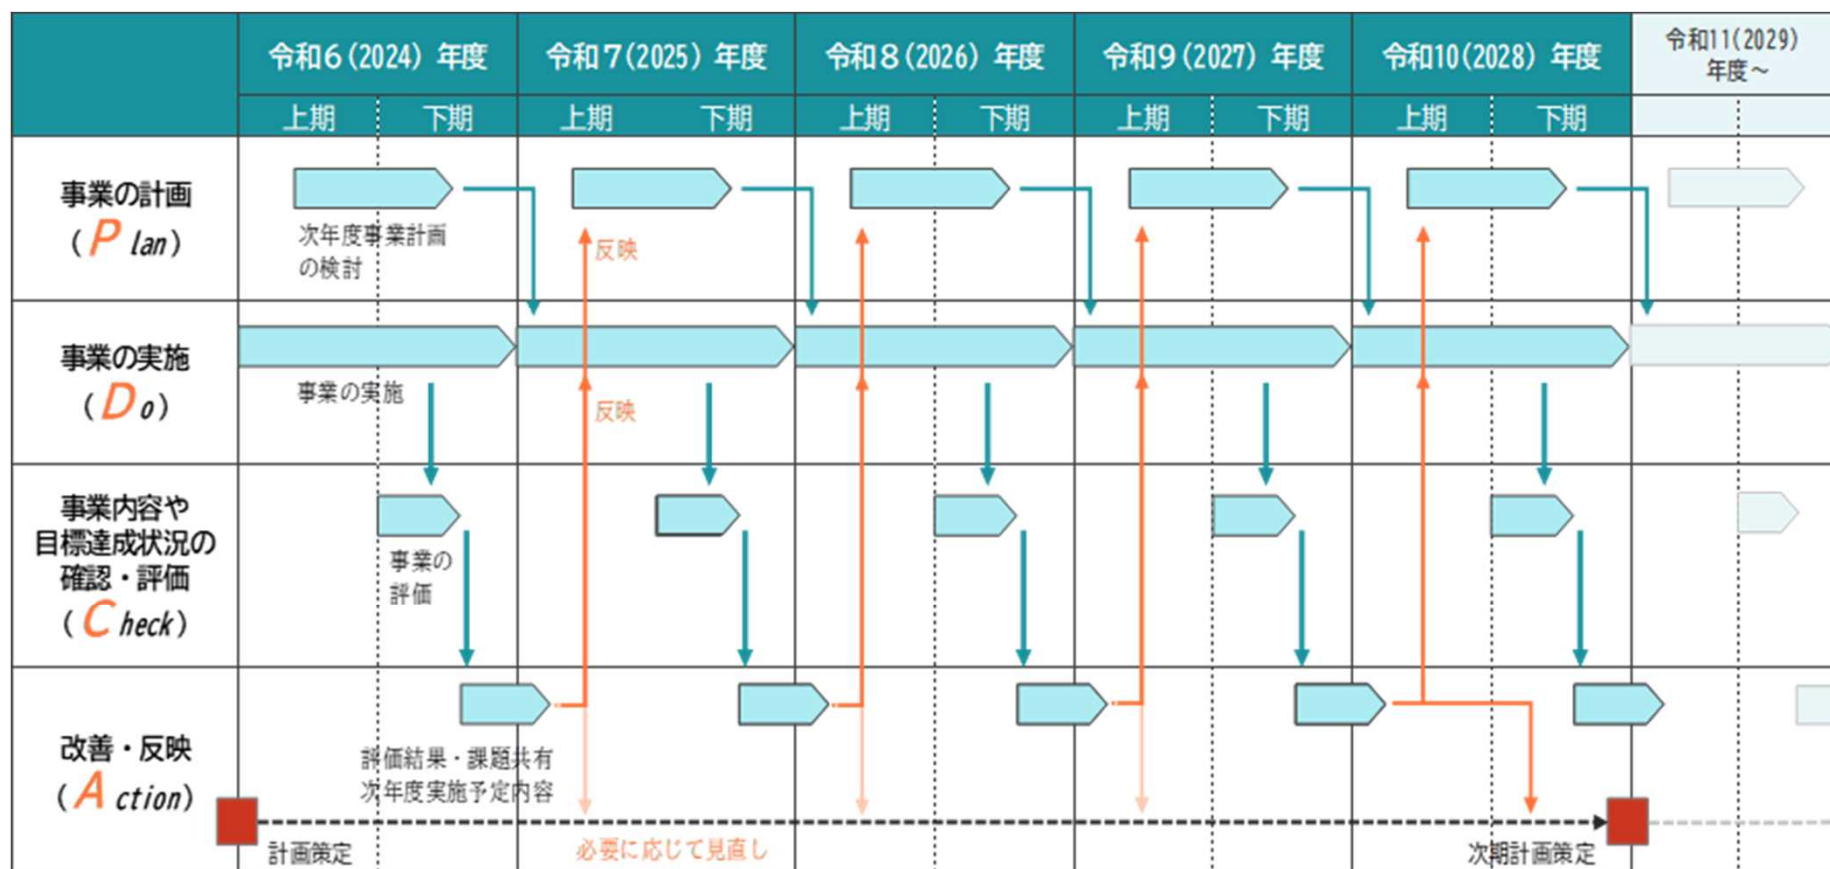 令和6(2024) 年度
令和7(2025) 年度
令和8(2026) 年度
令和9(2027) 年度
令和10(2028) 年度
令和11(2029)
年度～
上期
下期
上期
下期
上期
下期
上期
下期
上期
下期
事業の計画
(Plan)
次年度事業計画
の検討
反映
事業の実施
(Do)
事業の実施
反映
事業内容や
目標達成状況の
確認・評価
(Check)
事業の
評価
改善・反映
(Action)
評価結果・課題共有
次年度実施予定内容
計画策定
必要に応じて見直し
次期計画策定